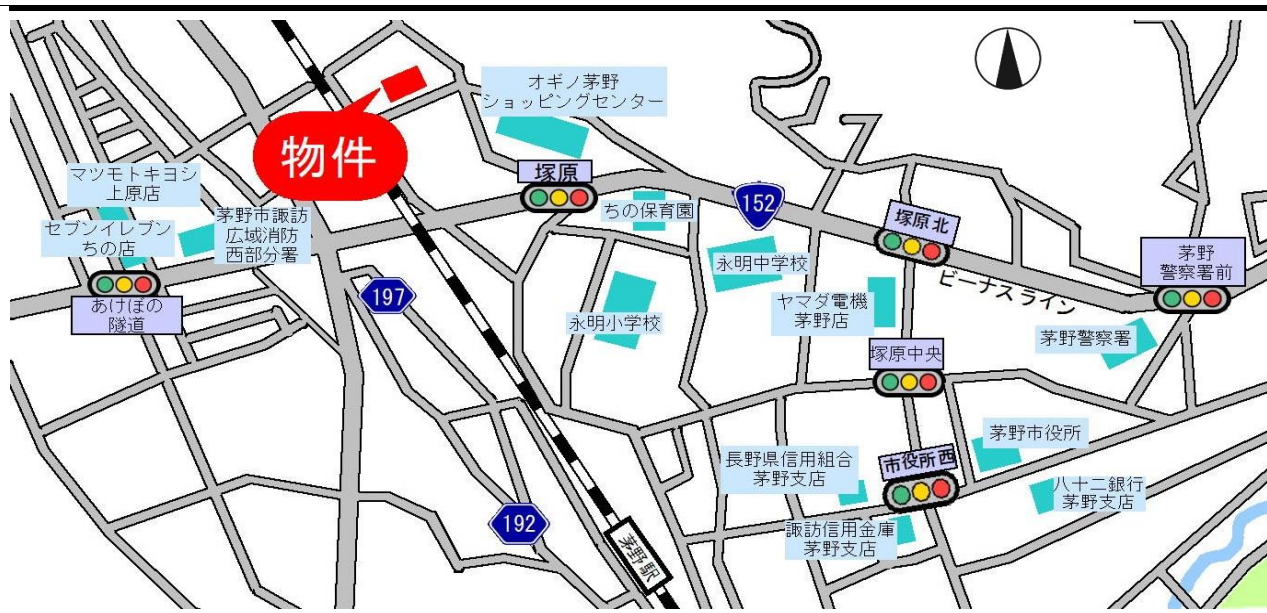 オギノ茅野
ショッピングセンター
物件
マツモトキヨシ
上原店
塚原
152
セブンイレブン
ちの店
茅野市諏訪
広域消防
西部分署
ちの保育園
塚原北
茅野
警察署前
永明中学校
ビーナスライン
あけぼの
隧道
197
永明小学校
ヤマダ電機
茅野店
茅野警察署
塚原中央
長野県信用組合
茅野支店
市役所西
茅野市役所
八十二銀行
茅野支店
192
諏訪信用金庫
茅野支店
茅野駅